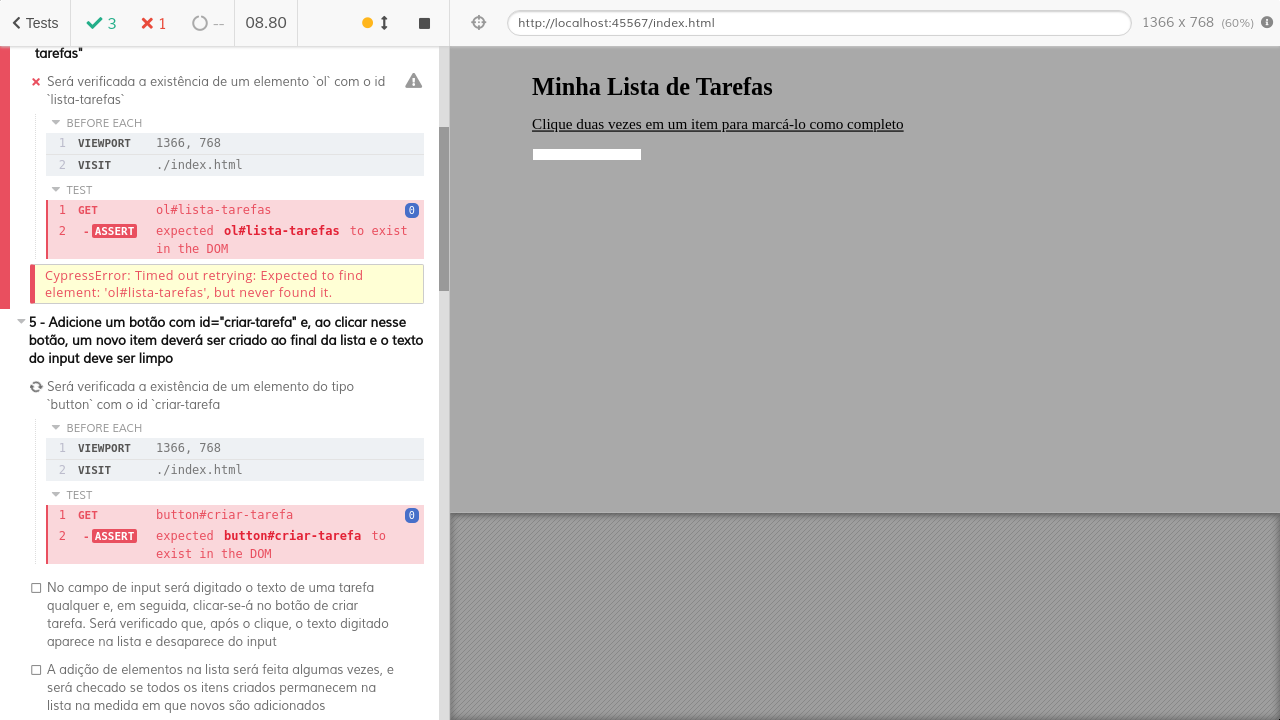 Tests
3
1
--
08.80
http://localhost:45567/index.html
1366 x 768 (60%)
tarefas"
Será verificada a existência de um elemento `ol` com o id
`lista-tarefas`
BEFORE EACH
1 VIEWPORT 1366, 768
2 VISIT ./index.html
TEST
1 GET ol#lista-tarefas 0
2 -ASSERT expected ol#lista-tarefas to exist
in the DOM
CypressError: Timed out retrying: Expected to find
element: 'ol#lista-tarefas', but never found it.
5 - Adicione um botão com id="criar-tarefa" e, ao clicar nesse
botão, um novo item deverá ser criado ao final da lista e o texto
do input deve ser limpo
Será verificada a existência de um elemento do tipo
`button` com o id `criar-tarefa
BEFORE EACH
1 VIEWPORT 1366, 768
2 VISIT ./index.html
TEST
1 GET button#criar-tarefa 0
2 -ASSERT expected button#criar-tarefa to
exist in the DOM
No campo de input será digitado o texto de uma tarefa
qualquer e, em seguida, clicar-se-á no botão de criar
tarefa. Será verificado que, após o clique, o texto digitado
aparece na lista e desaparece do input
A adição de elementos na lista será feita algumas vezes, e
será checado se todos os itens criados permanecem na
lista na medida em que novos são adicionados
Minha Lista de Tarefas
Clique duas vezes em um item para marcá-lo como completo